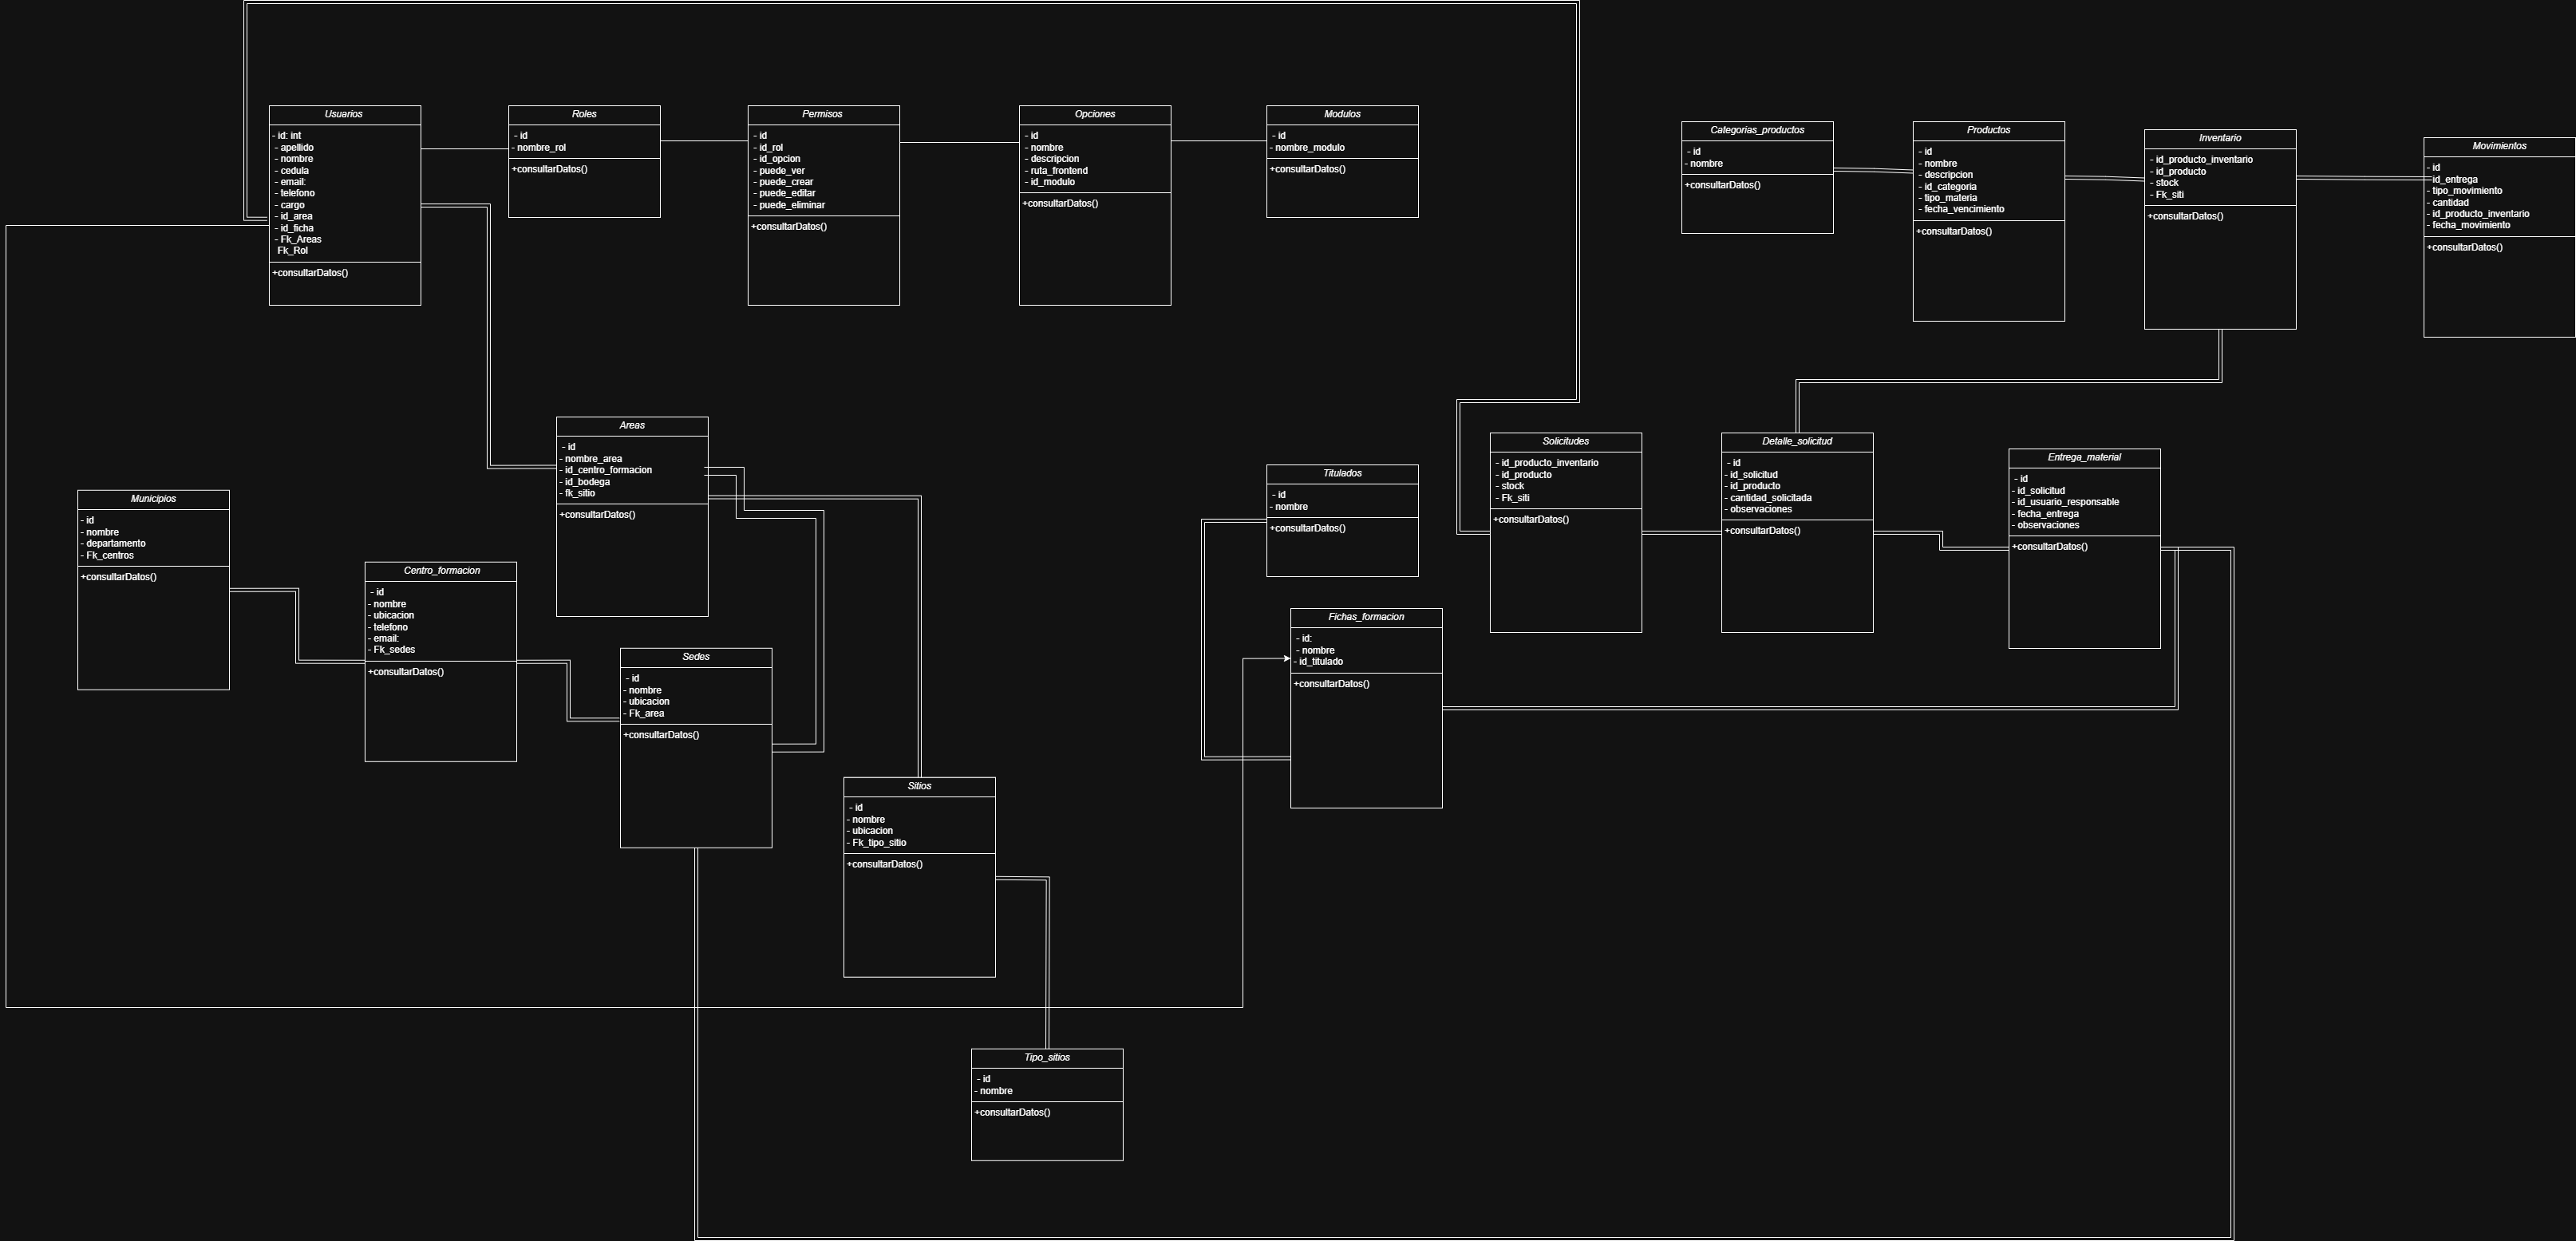 Usuarios
- id: int
- apellido
- nombre
- cedula
- email:
- telefono
- cargo
- id_area
- id_ficha
- Fk_Areas
Fk_Rol
+consultarDatos()
Roles
- id
- nombre_rol
+consultarDatos()
Permisos
- id
- id_rol
- id_opcion
- puede_ver
- puede_crear
- puede_editar
- puede_eliminar
+consultarDatos()
Opciones
- id
- nombre
- descripcion
- ruta_frontend
- id_modulo
+consultarDatos()
Modulos
- id
- nombre_modulo
+consultarDatos()
Categorias_productos
- id
- nombre
+consultarDatos()
Productos
- id
- nombre
- descripcion
- id_categoria
- tipo_materia
- fecha_vencimiento
+consultarDatos()
Inventario
- id_producto_inventario
- id_producto
- stock
- Fk_siti
+consultarDatos()
Movimientos
- id
-id_entrega
- tipo_movimiento
- cantidad
- id_producto_inventario
- fecha_movimiento
+consultarDatos()
Areas
- id
- nombre_area
- id_centro_formacion
- id_bodega
- fk_sitio
+consultarDatos()
Solicitudes
- id_producto_inventario
- id_producto
- stock
- Fk_siti
+consultarDatos()
Detalle_solicitud
- id
- id_solicitud
- id_producto
- cantidad_solicitada
- observaciones
+consultarDatos()
Entrega_material
- id
- id_solicitud
- id_usuario_responsable
- fecha_entrega
- observaciones
+consultarDatos()
Titulados
- id
- nombre
+consultarDatos()
Municipios
- id
- nombre
- departamento
- Fk_centros
+consultarDatos()
Centro_formacion
- id
- nombre
- ubicacion
- telefono
- email:
- Fk_sedes
+consultarDatos()
Fichas_formacion
- id:
- nombre
- id_titulado
+consultarDatos()
Sedes
- id
- nombre
- ubicacion
- Fk_area
+consultarDatos()
Sitios
- id
- nombre
- ubicacion
- Fk_tipo_sitio
+consultarDatos()
Tipo_sitios
- id
- nombre
+consultarDatos()